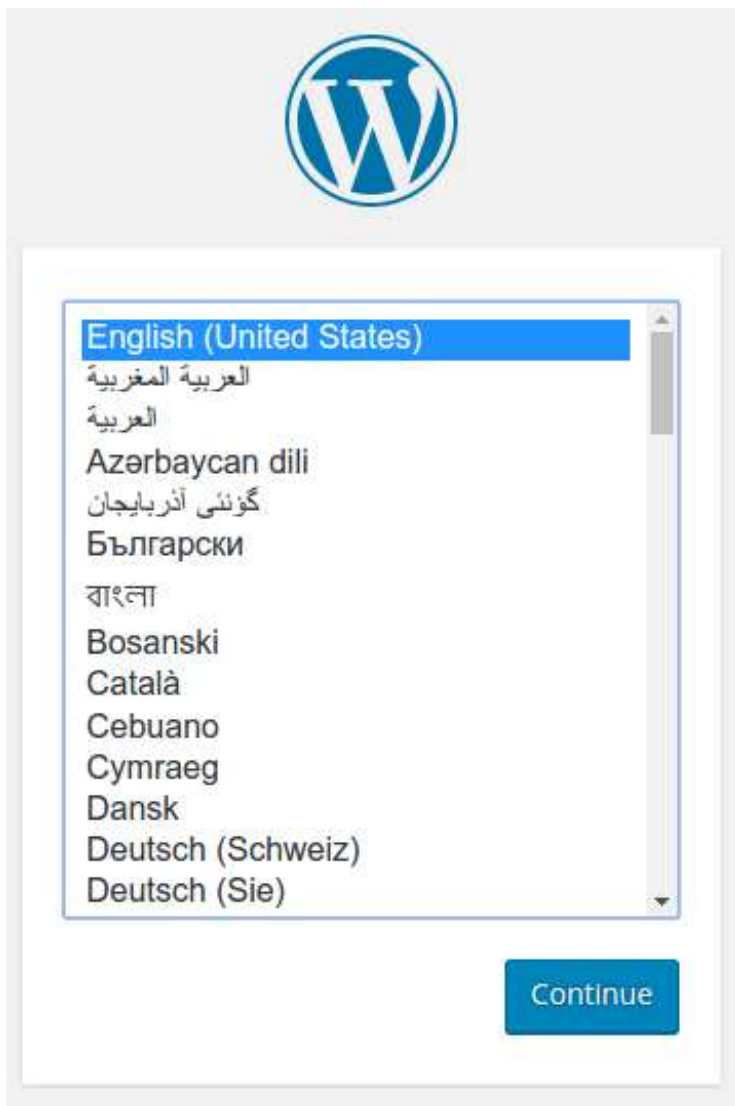 English (United States)
العربية المغربية
العربية
Azərbaycan dili
گؤنئی آذربایجان
Български
বাংলা
Bosanski
Català
Cebuano
Cymraeg
Dansk
Deutsch (Schweiz)
Deutsch (Sie)
Continue